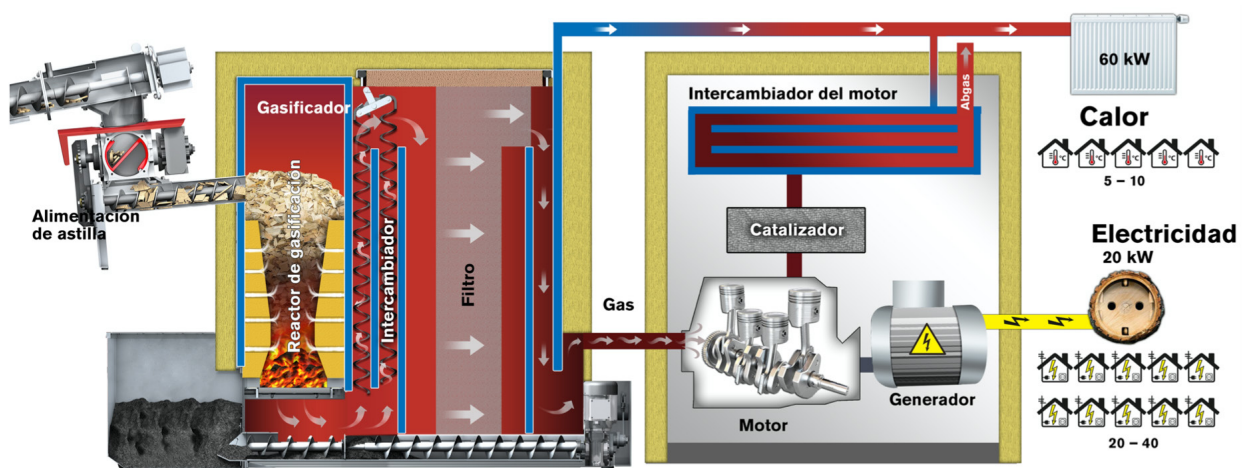 Alimentación
de astilla
Gasificador
Reactor de gasificación
Intercambiador
Filtro
Gas
Intercambiador del motor
Abgas
Catalizador
Motor
Generador
60 kW
Calor
°C °C °C °C °C
5 – 10
Electricidad
20 kW
20 – 40